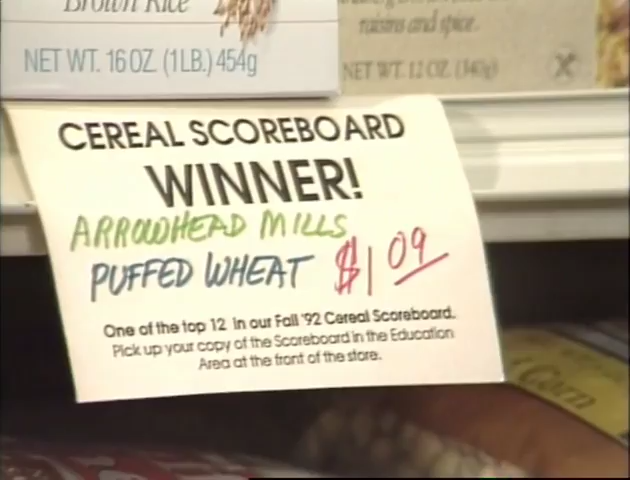 Brown Rice
NET WT. 16 OZ. (1 LB.) 454g
raisins and spice.
NET WT. 12 OZ. (340g)
CEREAL SCOREBOARD
WINNER!
ARROWHEAD MILLS
PUFFED WHEAT $1.09
One of the top 12 in our Fall '92 Cereal Scoreboard.
Pick up your copy of the Scoreboard in the Education
Area at the front of the store.
Corn